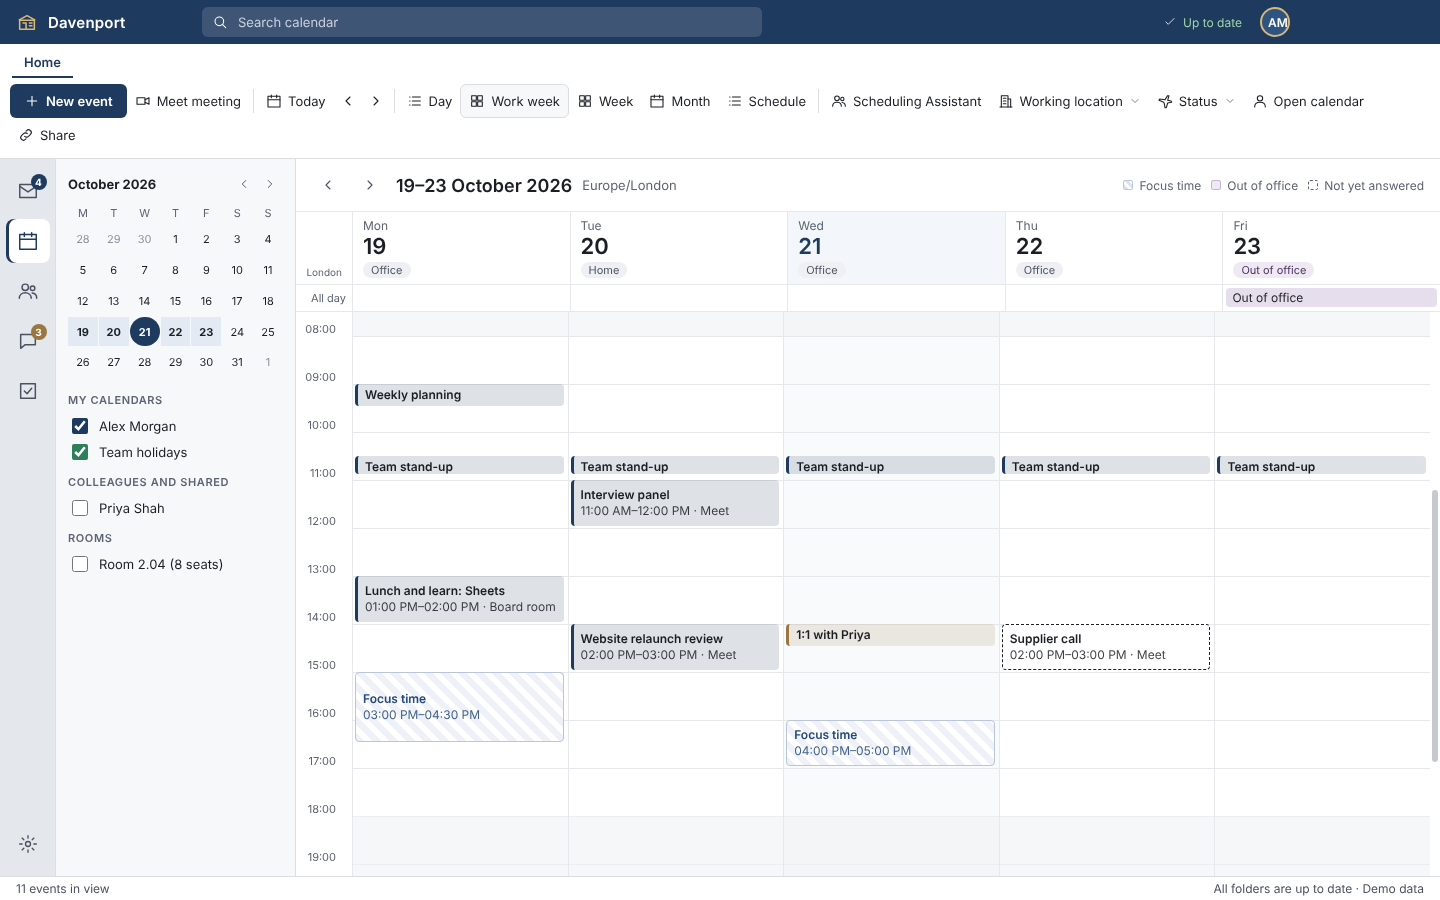 Davenport
Search calendar
Up to date
AM
Home
New event
Meet meeting
Today
Day
Work week
Week
Month
Schedule
Scheduling Assistant
Working location
Status
Open calendar
Share
4
3
October 2026
M T W T F S S
28 29 30 1 2 3 4
5 6 7 8 9 10 11
12 13 14 15 16 17 18
19 20 21 22 23 24 25
26 27 28 29 30 31 1
MY CALENDARS
Alex Morgan
Team holidays
COLLEAGUES AND SHARED
Priya Shah
ROOMS
Room 2.04 (8 seats)
19–23 October 2026 Europe/London
Focus time
Out of office
Not yet answered
London
Mon
19
Office
Tue
20
Home
Wed
21
Office
Thu
22
Office
Fri
23
Out of office
All day
Out of office
08:00
09:00
10:00
11:00
12:00
13:00
14:00
15:00
16:00
17:00
18:00
19:00
Weekly planning
Team stand-up
Lunch and learn: Sheets
01:00 PM–02:00 PM · Board room
Focus time
03:00 PM–04:30 PM
Team stand-up
Interview panel
11:00 AM–12:00 PM · Meet
Website relaunch review
02:00 PM–03:00 PM · Meet
Team stand-up
1:1 with Priya
Focus time
04:00 PM–05:00 PM
Team stand-up
Supplier call
02:00 PM–03:00 PM · Meet
Team stand-up
11 events in view
All folders are up to date · Demo data